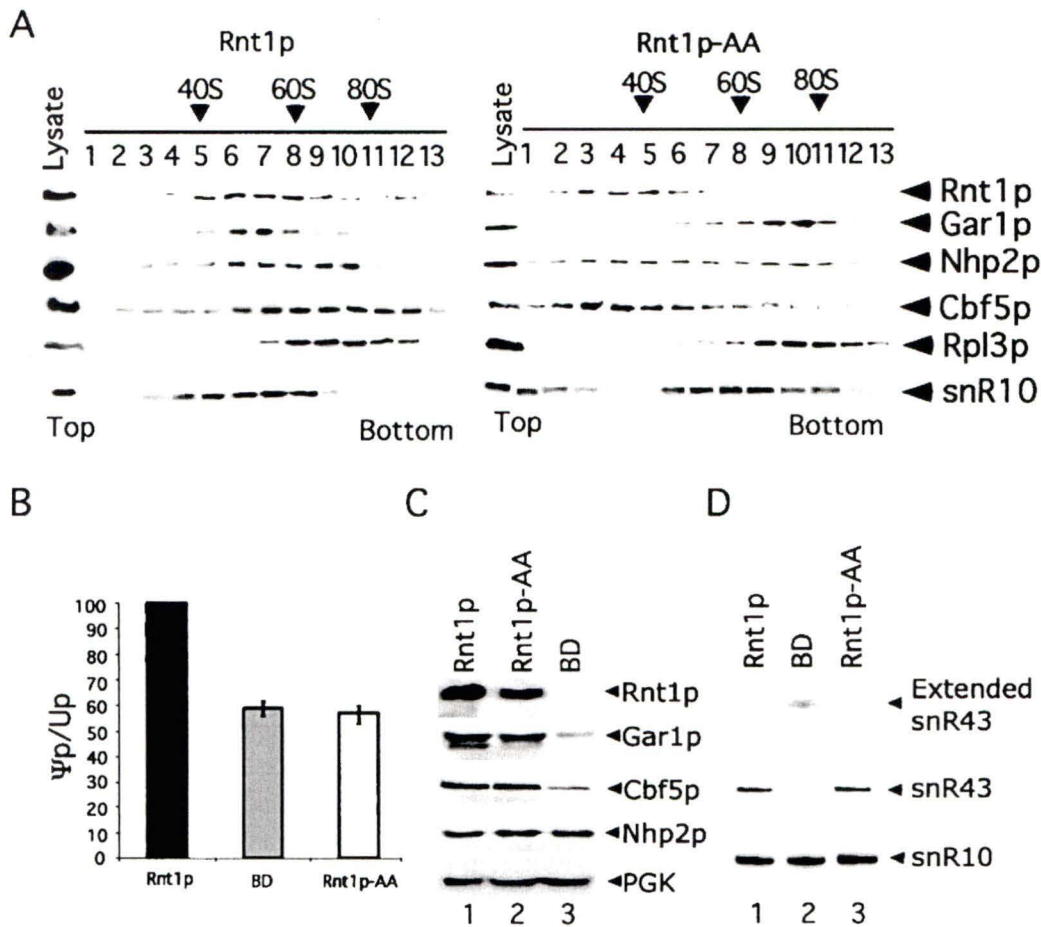 A
Rnt1p
Rnt1p-AA
40S 60S 80S
40S 60S 80S
Lysate
Lysate
1 2 3 4 5 6 7 8 9 10 11 12 13
1 2 3 4 5 6 7 8 9 10 11 12 13
Rnt1p
Gar1p
Nhp2p
Cbf5p
Rpl3p
snR10
Top
Bottom
Top
Bottom
B
C
D
Ψp/Up
100
90
80
70
60
50
40
30
20
10
0
Rnt1p
BD
Rnt1p-AA
Rnt1p
Rnt1p-AA
BD
Rnt1p
Gar1p
Cbf5p
Nhp2p
PGK
1 2 3
Rnt1p
BD
Rnt1p-AA
Extended
snR43
snR43
snR10
1 2 3